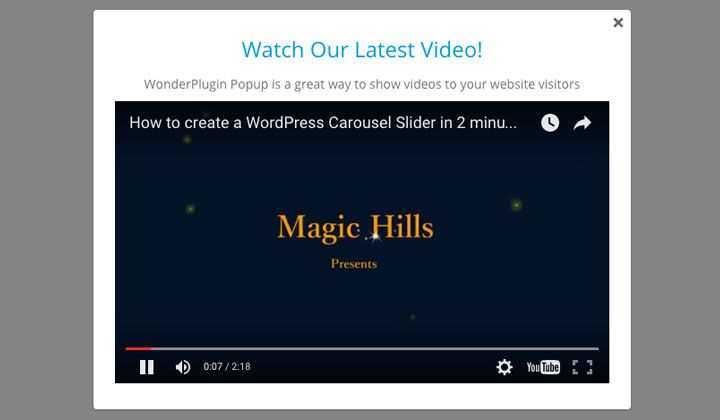 Watch Our Latest Video!
WonderPlugin Popup is a great way to show videos to your website visitors
How to create a WordPress Carousel Slider in 2 minu...
Magic Hills
Presents
0:07 / 2:18
YouTube